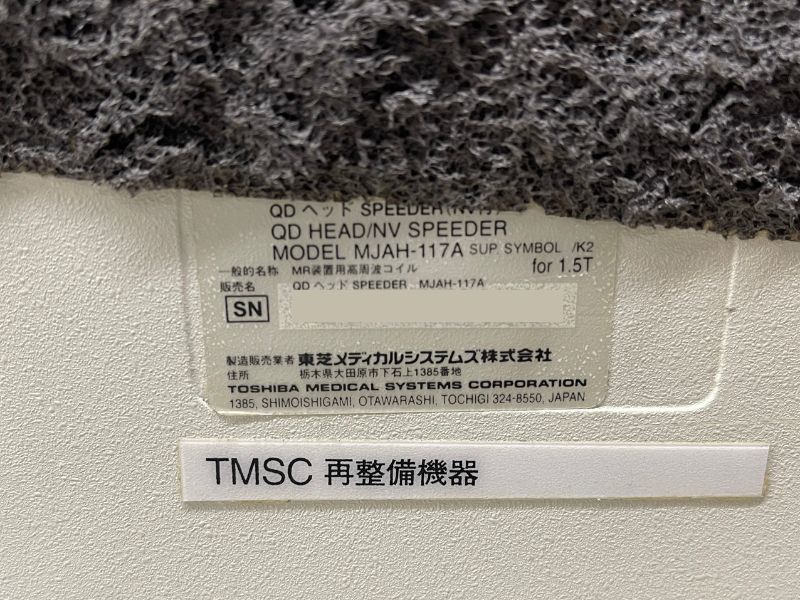 QD ヘッド SPEEDER(NV付)
QD HEAD/NV SPEEDER
MODEL MJAH-117A SUP SYMBOL /K2
for 1.5T
一般的名称 MR装置用高周波コイル
販売名 QD ヘッド SPEEDER MJAH-117A
SN
製造販売業者 東芝メディカルシステムズ株式会社
住所 栃木県大田原市下石上1385番地
TOSHIBA MEDICAL SYSTEMS CORPORATION
1385, SHIMOISHIGAMI, OTAWARASHI, TOCHIGI 324-8550, JAPAN
TMSC 再整備機器